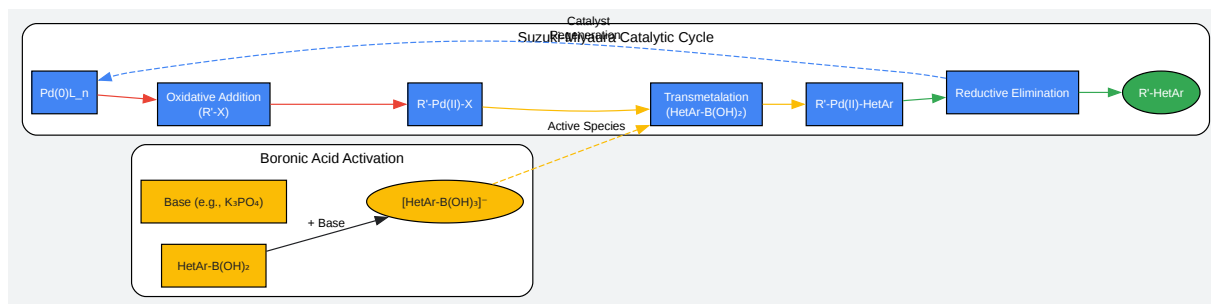 Catalyst
Regeneration
Suzuki-Miyaura Catalytic Cycle
Pd(0)L_n
Oxidative Addition
(R'-X)
R'-Pd(II)-X
Transmetalation
(HetAr-B(OH)₂)
R'-Pd(II)-HetAr
Reductive Elimination
R'-HetAr
Active Species
Boronic Acid Activation
Base (e.g., K₃PO₄)
[HetAr-B(OH)₃]⁻
+ Base
HetAr-B(OH)₂